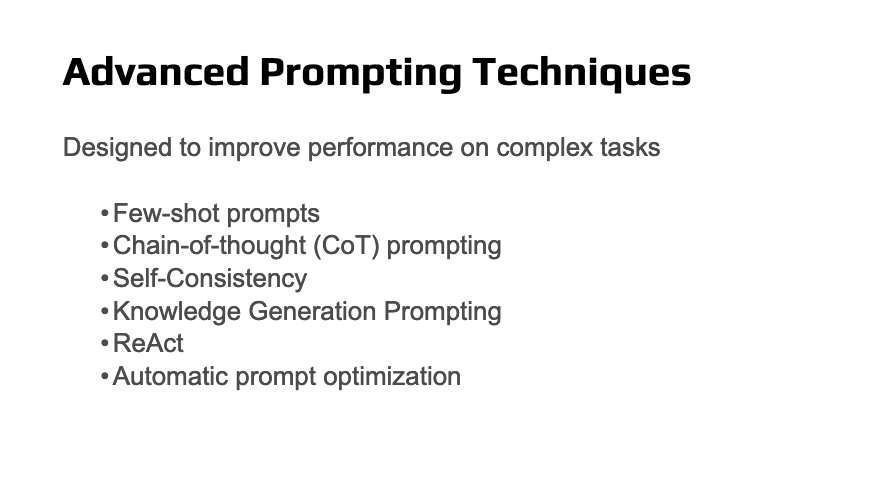 Advanced Prompting Techniques
Designed to improve performance on complex tasks
• Few-shot prompts
• Chain-of-thought (CoT) prompting
• Self-Consistency
• Knowledge Generation Prompting
• ReAct
• Automatic prompt optimization